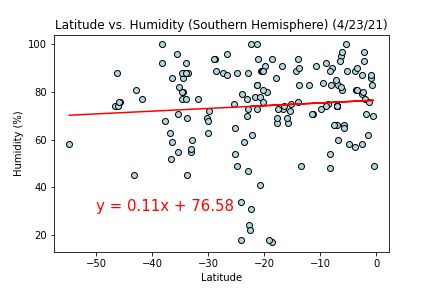 Latitude vs. Humidity (Southern Hemisphere) (4/23/21)
100
80
60
40
20
Humidity (%)
y = 0.11x + 76.58
−50 −40 −30 −20 −10 0
Latitude